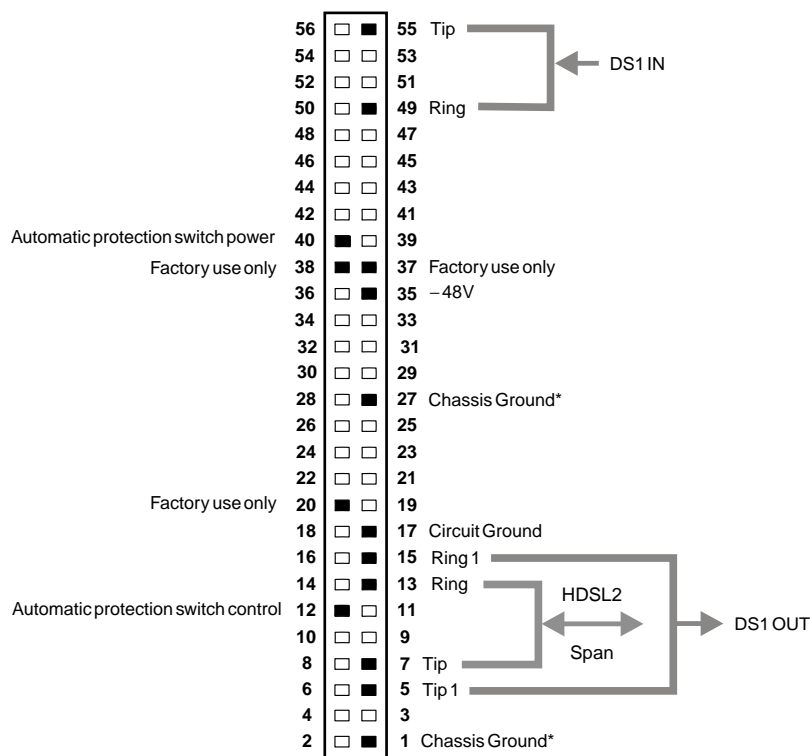 56 55 Tip
54 53
52 51 DS1 IN
50 49 Ring
48 47
46 45
44 43
42 41
Automatic protection switch power 40 39
Factory use only 38 37 Factory use only
36 35 –48V
34 33
32 31
30 29
28 27 Chassis Ground*
26 25
24 23
22 21
Factory use only 20 19
18 17 Circuit Ground
16 15 Ring 1
14 13 Ring HDSL2
Automatic protection switch control 12 11 DS1 OUT
10 9 Span
8 7 Tip
6 5 Tip 1
4 3
2 1 Chassis Ground*